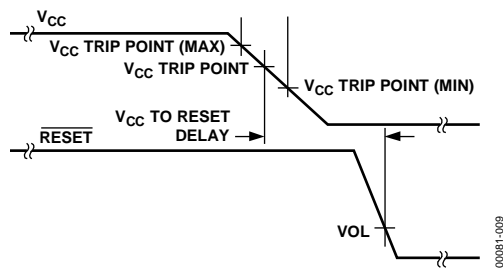 VCC
VCC TRIP POINT (MAX)
VCC TRIP POINT
VCC TRIP POINT (MIN)
VCC TO RESET
DELAY
RESET
VOL
00081-009